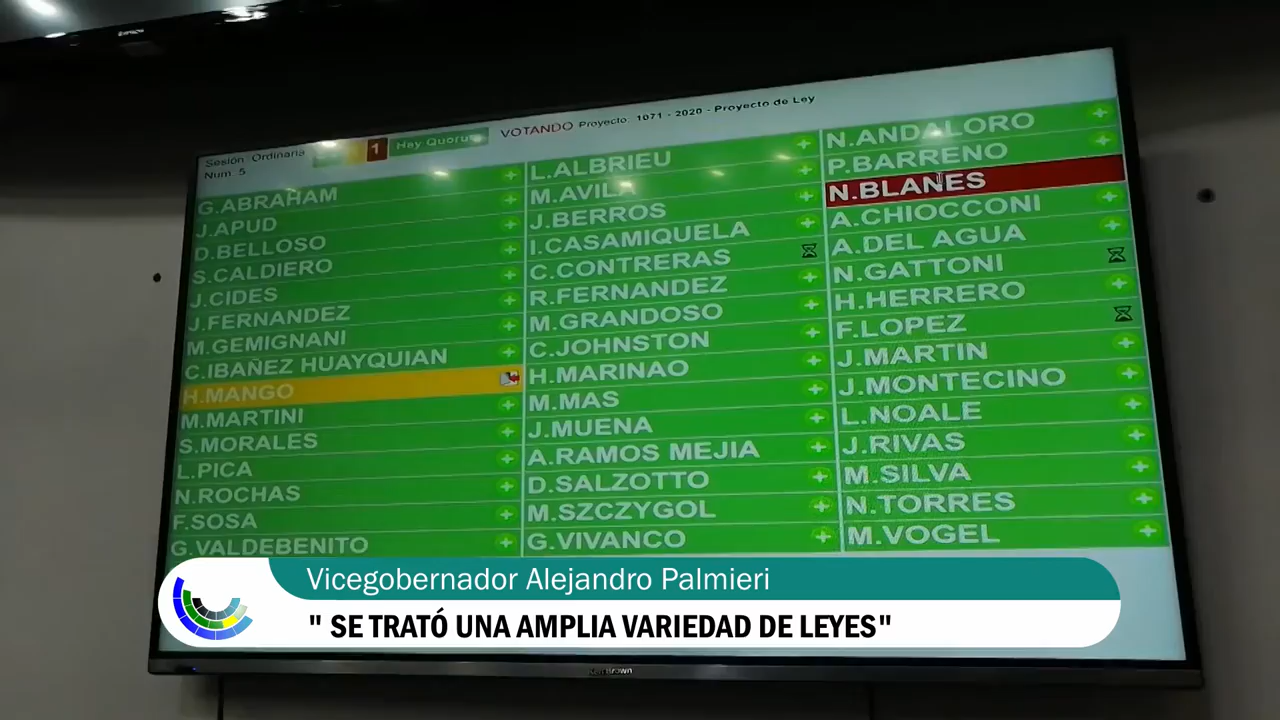 Sesión: Ordinaria
Num: 5
1
Hay Quorum
VOTANDO Proyecto: 1071 - 2020 - Proyecto de Ley
G.ABRAHAM
J.APUD
D.BELLOSO
S.CALDIERO
J.CIDES
J.FERNANDEZ
M.GEMIGNANI
C.IBAÑEZ HUAYQUIAN
H.MANGO
M.MARTINI
S.MORALES
L.PICA
N.ROCHAS
F.SOSA
G.VALDEBENITO
L.ALBRIEU
M.AVILA
J.BERROS
I.CASAMIQUELA
C.CONTRERAS
R.FERNANDEZ
M.GRANDOSO
C.JOHNSTON
H.MARINAO
M.MAS
J.MUENA
A.RAMOS MEJIA
D.SALZOTTO
M.SZCZYGOL
G.VIVANCO
N.ANDALORO
P.BARRENO
N.BLANES
A.CHIOCCONI
A.DEL AGUA
N.GATTONI
H.HERRERO
F.LOPEZ
J.MARTIN
J.MONTECINO
L.NOALE
J.RIVAS
M.SILVA
N.TORRES
M.VOGEL
Vicegobernador Alejandro Palmieri
" SE TRATÓ UNA AMPLIA VARIEDAD DE LEYES"